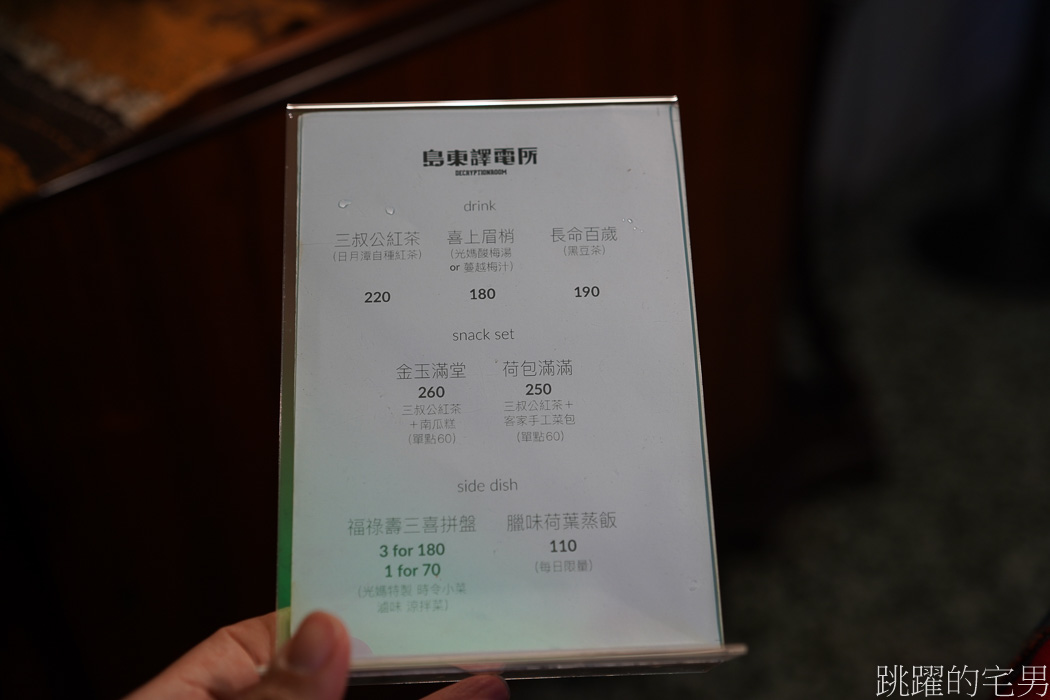 島東譯電所
DECRYPTIONROOM
drink
三叔公紅茶 喜上眉梢 長命百歲
(日月潭自種紅茶) (光媽酸梅湯 (黑豆茶)
or 蔓越梅汁)
220 180 190
snack set
金玉滿堂 荷包滿滿
260 250
三叔公紅茶 三叔公紅茶＋
＋南瓜糕 客家手工菜包
(單點60) (單點60)
side dish
福祿壽三喜拼盤 臘味荷葉蒸飯
3 for 180 110
1 for 70 (每日限量)
(光媽特製 時令小菜
滷味 涼拌菜)
跳躍的宅男